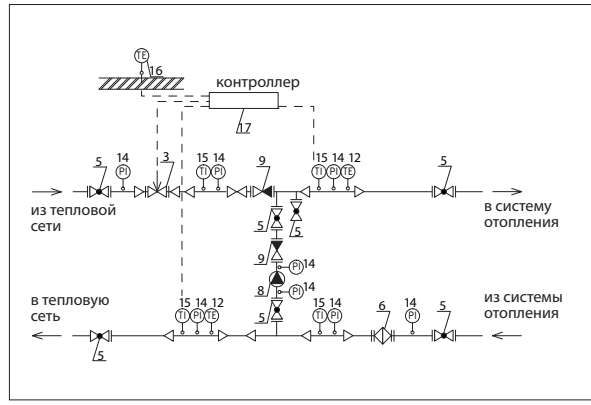 TE
16
контроллер
17
5 14 3 15 14 9 15 14 12 5
PI TI PI TI PI TE
из тепловой
сети
в систему
отопления
5 5
9 PI 14
8 PI 14
в тепловую
сеть
из системы
отопления
15 14 12 5 15 14 6 14 5
TI PI TE TI PI PI
5